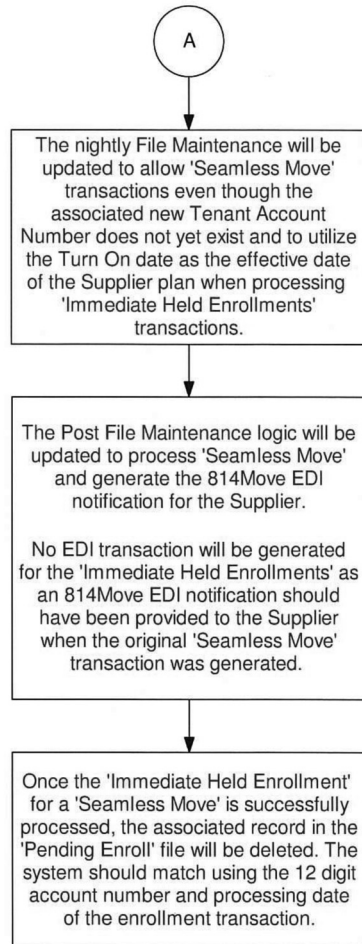 A
The nightly File Maintenance will be
updated to allow 'Seamless Move'
transactions even though the
associated new Tenant Account
Number does not yet exist and to utilize
the Turn On date as the effective date
of the Supplier plan when processing
'Immediate Held Enrollments'
transactions.
The Post File Maintenance logic will be
updated to process 'Seamless Move'
and generate the 814Move EDI
notification for the Supplier.
No EDI transaction will be generated
for the 'Immediate Held Enrollments' as
an 814Move EDI notification should
have been provided to the Supplier
when the original 'Seamless Move'
transaction was generated.
Once the 'Immediate Held Enrollment'
for a 'Seamless Move' is successfully
processed, the associated record in the
'Pending Enroll' file will be deleted. The
system should match using the 12 digit
account number and processing date
of the enrollment transaction.